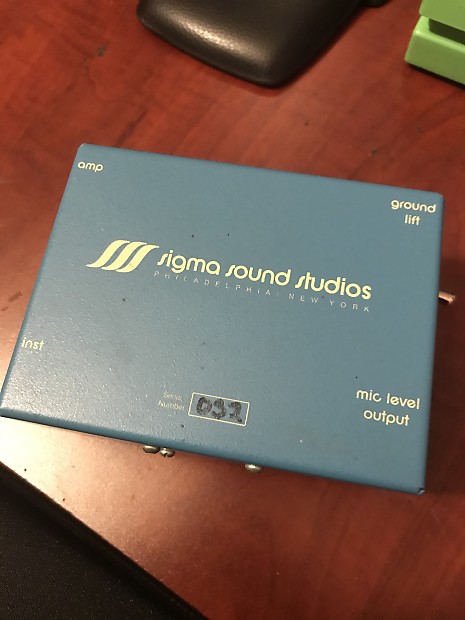 amp
ground
lift
sigma sound studios
PHILADELPHIA, NEW YORK
inst
mic level
output
Serial
Number
032